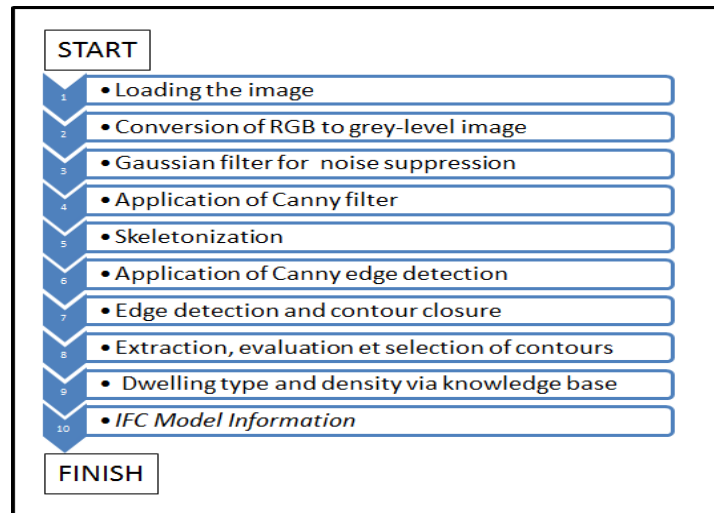 START
1 • Loading the image
2 • Conversion of RGB to grey-level image
3 • Gaussian filter for noise suppression
4 • Application of Canny filter
5 • Skeletonization
6 • Application of Canny edge detection
7 • Edge detection and contour closure
8 • Extraction, evaluation et selection of contours
9 • Dwelling type and density via knowledge base
10 • IFC Model Information
FINISH